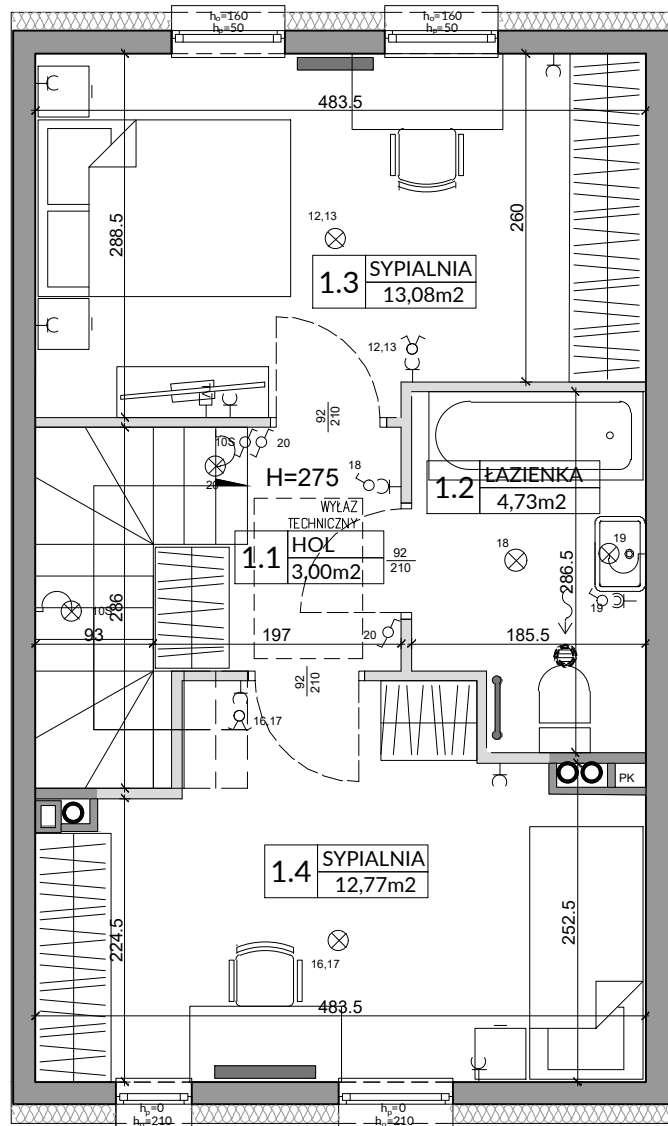 hₒ=160
hₚ=50
hₒ=160
hₚ=50
483.5
288.5
260
12,13
1.3
SYPIALNIA
13,08m2
12,13
92
210
10S
20
20
H=275
18
WYŁAZ
TECHNICZNY
1.2
ŁAZIENKA
4,73m2
1.1
HOL
3,00m2
92
210
18
19
286.5
19
10S
286
93
197
20
185.5
92
210
16,17
PK
1.4
SYPIALNIA
12,77m2
224.5
252.5
16,17
483.5
hₚ=0
hₒ=210
hₚ=0
hₒ=210